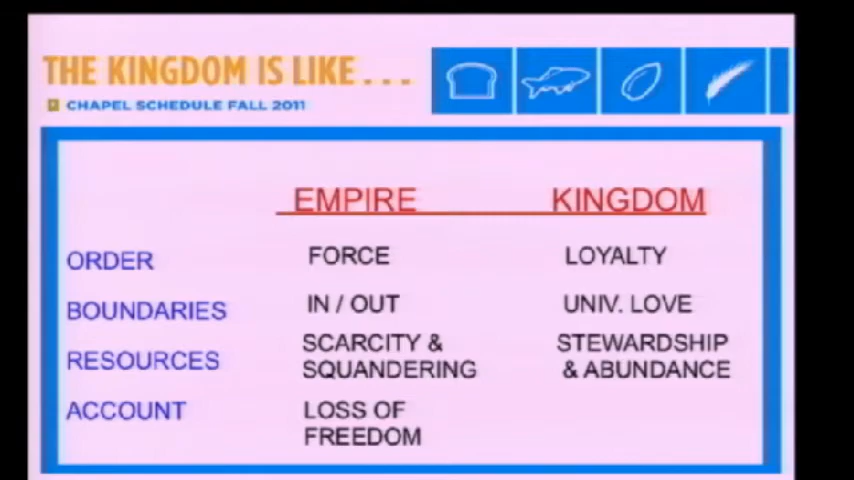 THE KINGDOM IS LIKE . . .
CHAPEL SCHEDULE FALL 2011
EMPIRE KINGDOM
ORDER FORCE LOYALTY
BOUNDARIES IN / OUT UNIV. LOVE
RESOURCES SCARCITY & SQUANDERING STEWARDSHIP & ABUNDANCE
ACCOUNT LOSS OF FREEDOM